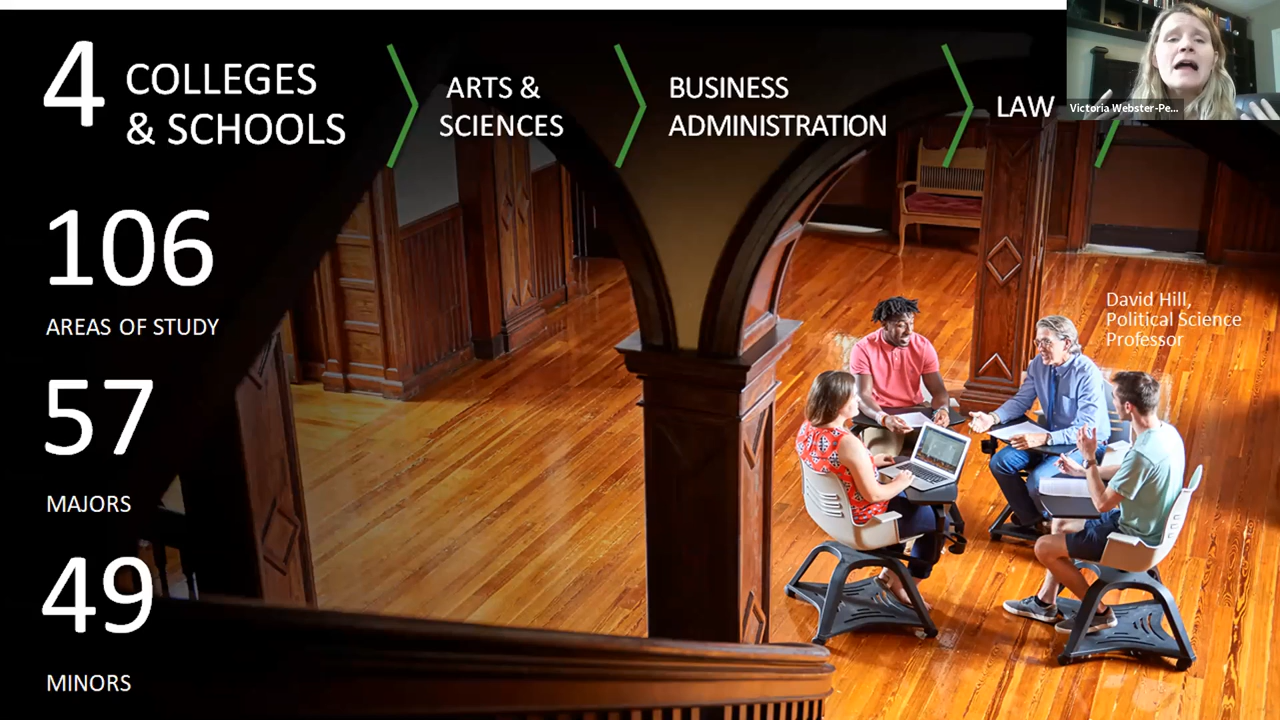 4 COLLEGES
& SCHOOLS
ARTS &
SCIENCES
BUSINESS
ADMINISTRATION
LAW
Victoria Webster-Pe...
106
AREAS OF STUDY
David Hill,
Political Science
Professor
57
MAJORS
49
MINORS